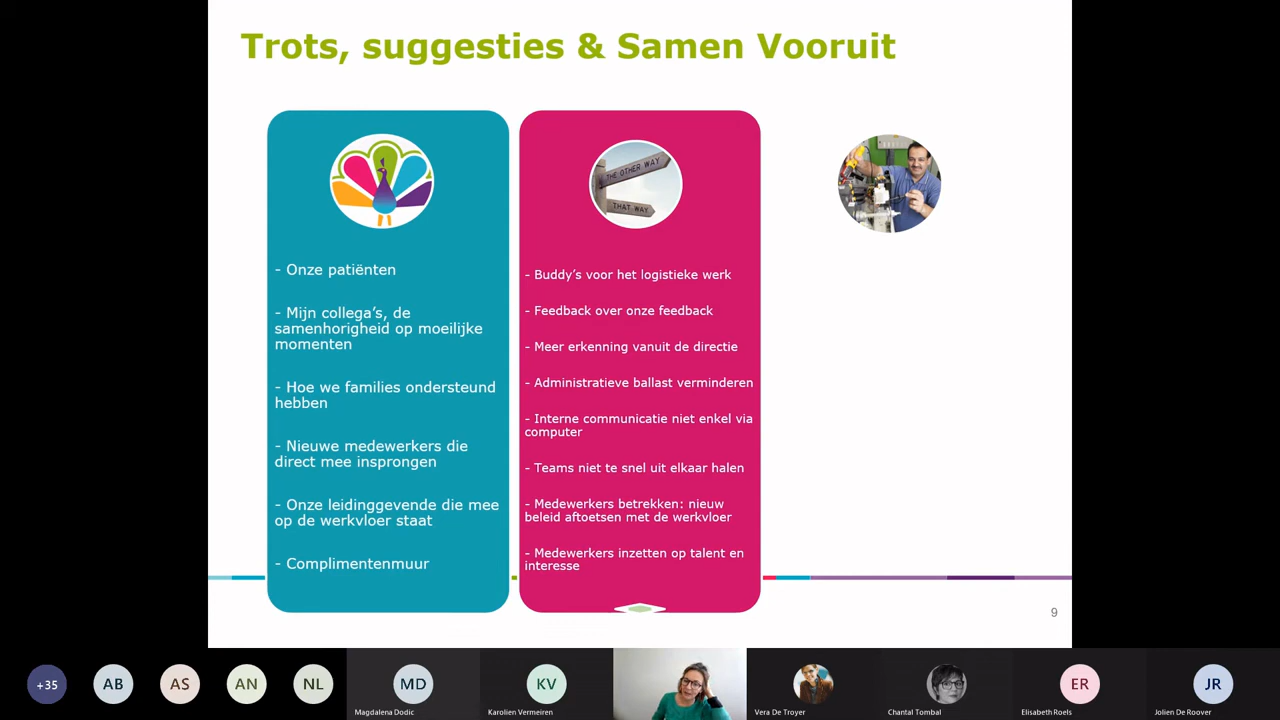 Trots, suggesties & Samen Vooruit
- Onze patiënten
- Mijn collega's, de
samenhorigheid op moeilijke
momenten
- Hoe we families ondersteund
hebben
- Nieuwe medewerkers die
direct mee insprongen
- Onze leidinggevende die mee
op de werkvloer staat
- Complimentenmuur
THE OTHER WAY
THAT WAY
- Buddy's voor het logistieke werk
- Feedback over onze feedback
- Meer erkenning vanuit de directie
- Administratieve ballast verminderen
- Interne communicatie niet enkel via
computer
- Teams niet te snel uit elkaar halen
- Medewerkers betrekken: nieuw
beleid aftoetsen met de werkvloer
- Medewerkers inzetten op talent en
interesse
9
+35
AB
AS
AN
NL
MD
Magdalena Dodic
KV
Karolien Vermeiren
Vera De Troyer
Chantal Tombal
ER
Elisabeth Roels
JR
Jolien De Roover